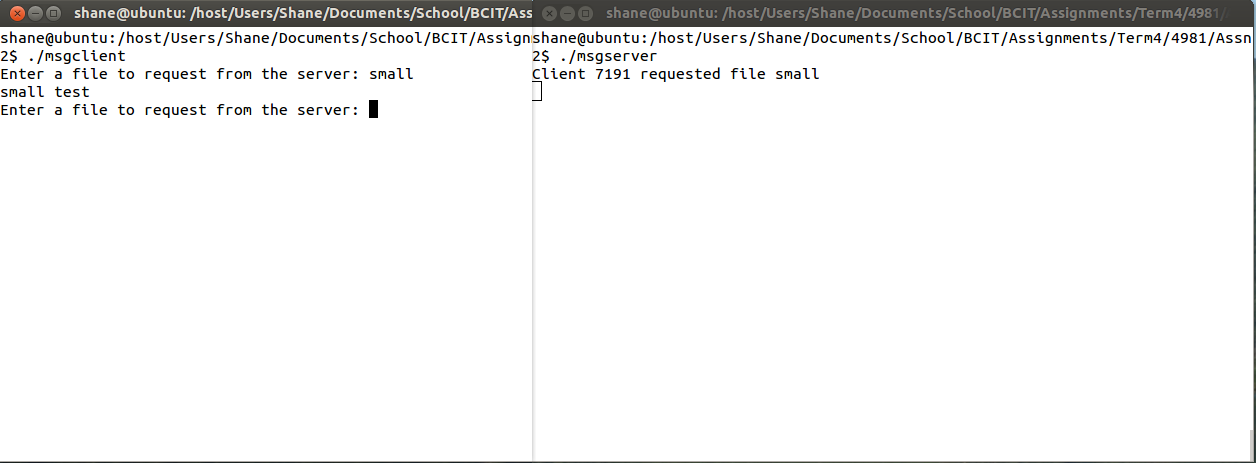 shane@ubuntu: /host/Users/Shane/Documents/School/BCIT/Ass
shane@ubuntu:/host/Users/Shane/Documents/School/BCIT/Assign
2$ ./msgclient
Enter a file to request from the server: small
small test
Enter a file to request from the server:
shane@ubuntu: /host/Users/Shane/Documents/School/BCIT/Assignments/Term4/4981/
shane@ubuntu:/host/Users/Shane/Documents/School/BCIT/Assignments/Term4/4981/Assn
2$ ./msgserver
Client 7191 requested file small